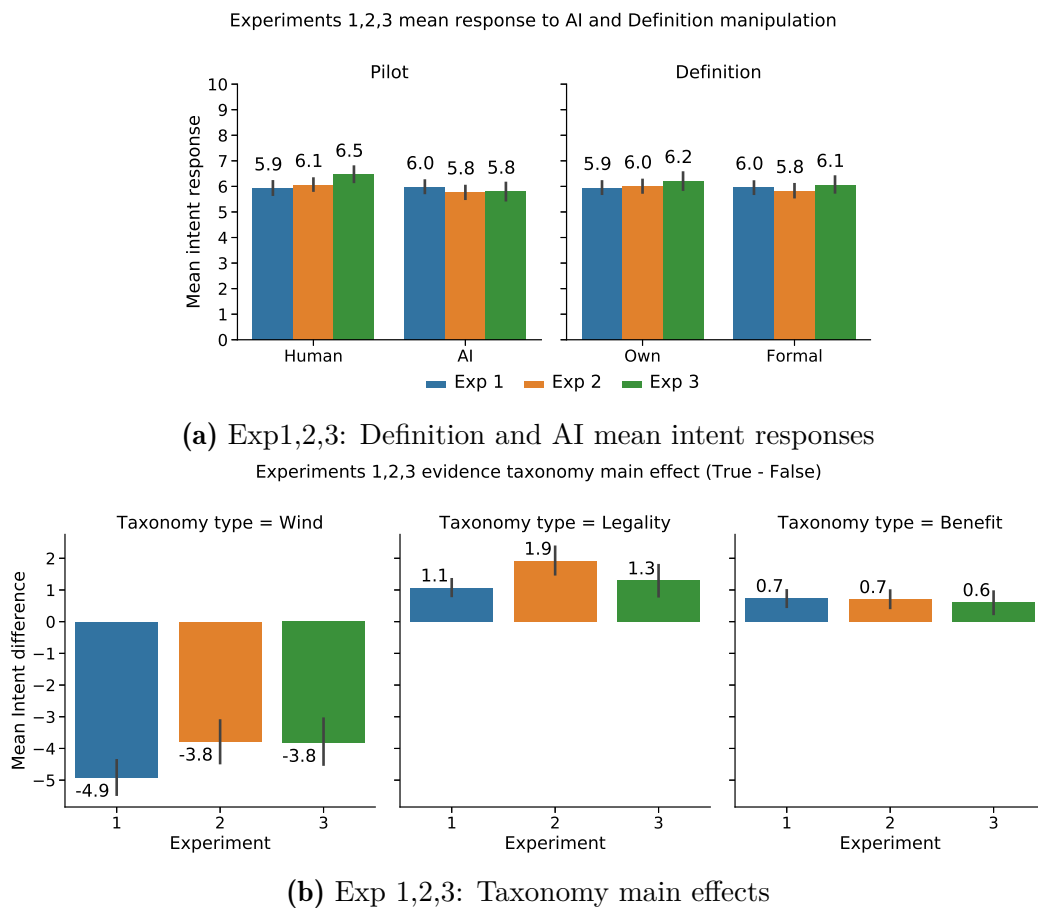 Experiments 1,2,3 mean response to AI and Definition manipulation
Pilot
Definition
Mean intent response
10
9
8
7
6
5
4
3
2
1
0
5.9 6.1 6.5 6.0 5.8 5.8
5.9 6.0 6.2 6.0 5.8 6.1
Human AI
Own Formal
Exp 1 Exp 2 Exp 3
(a) Exp1,2,3: Definition and AI mean intent responses
Experiments 1,2,3 evidence taxonomy main effect (True - False)
Taxonomy type = Wind
Taxonomy type = Legality
Taxonomy type = Benefit
Mean Intent difference
2
1
0
−1
−2
−3
−4
−5
-4.9 -3.8 -3.8
1.1 1.9 1.3
0.7 0.7 0.6
1 2 3
1 2 3
1 2 3
Experiment
Experiment
Experiment
(b) Exp 1,2,3: Taxonomy main effects